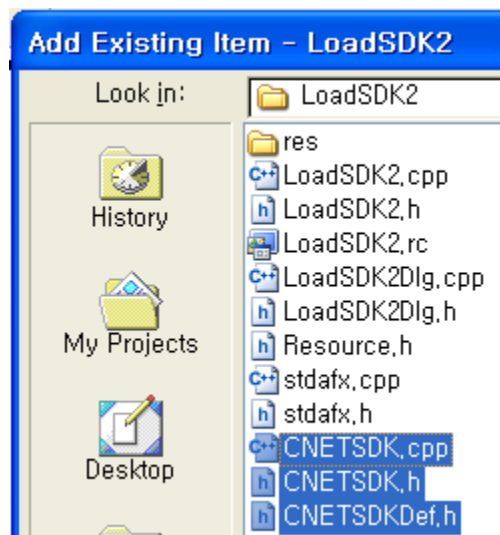 Add Existing Item - LoadSDK2
Look in:
LoadSDK2
History
My Projects
Desktop
res
LoadSDK2.cpp
LoadSDK2.h
LoadSDK2.rc
LoadSDK2Dlg.cpp
LoadSDK2Dlg.h
Resource.h
stdafx.cpp
stdafx.h
CNETSDK.cpp
CNETSDK.h
CNETSDKDef.h